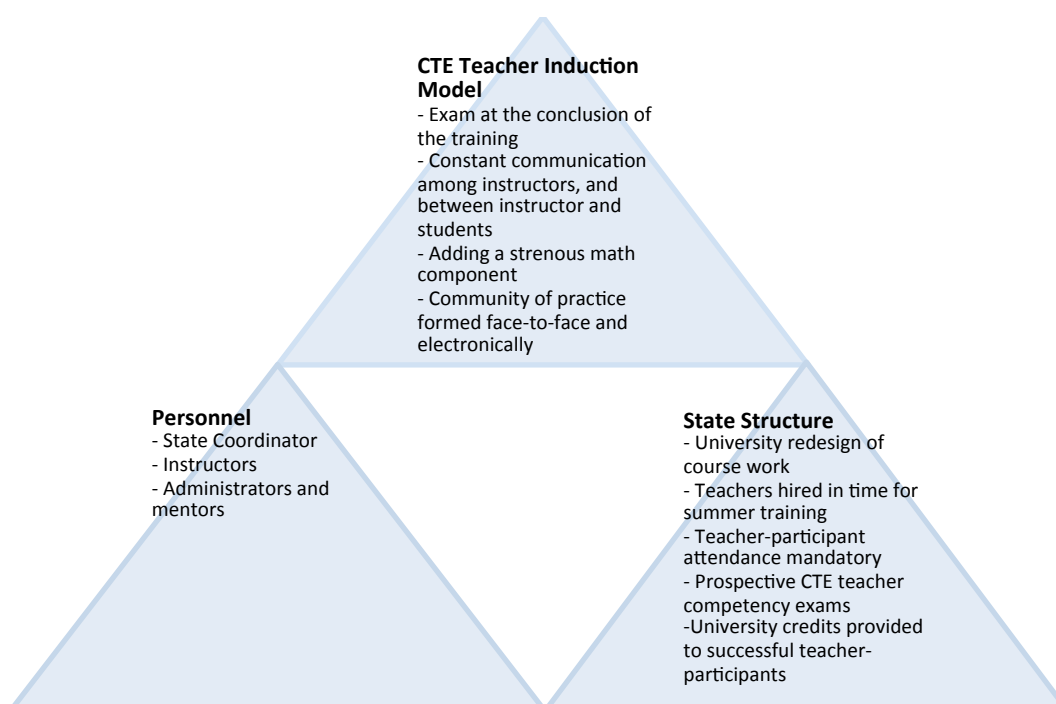 CTE Teacher Induction
Model
- Exam at the conclusion of
the training
- Constant communication
among instructors, and
between instructor and
students
- Adding a strenous math
component
- Community of practice
formed face-to-face and
electronically
Personnel
- State Coordinator
- Instructors
- Administrators and
mentors
State Structure
- University redesign of
course work
- Teachers hired in time for
summer training
- Teacher-participant
attendance mandatory
- Prospective CTE teacher
competency exams
-University credits provided
to successful teacher-
participants